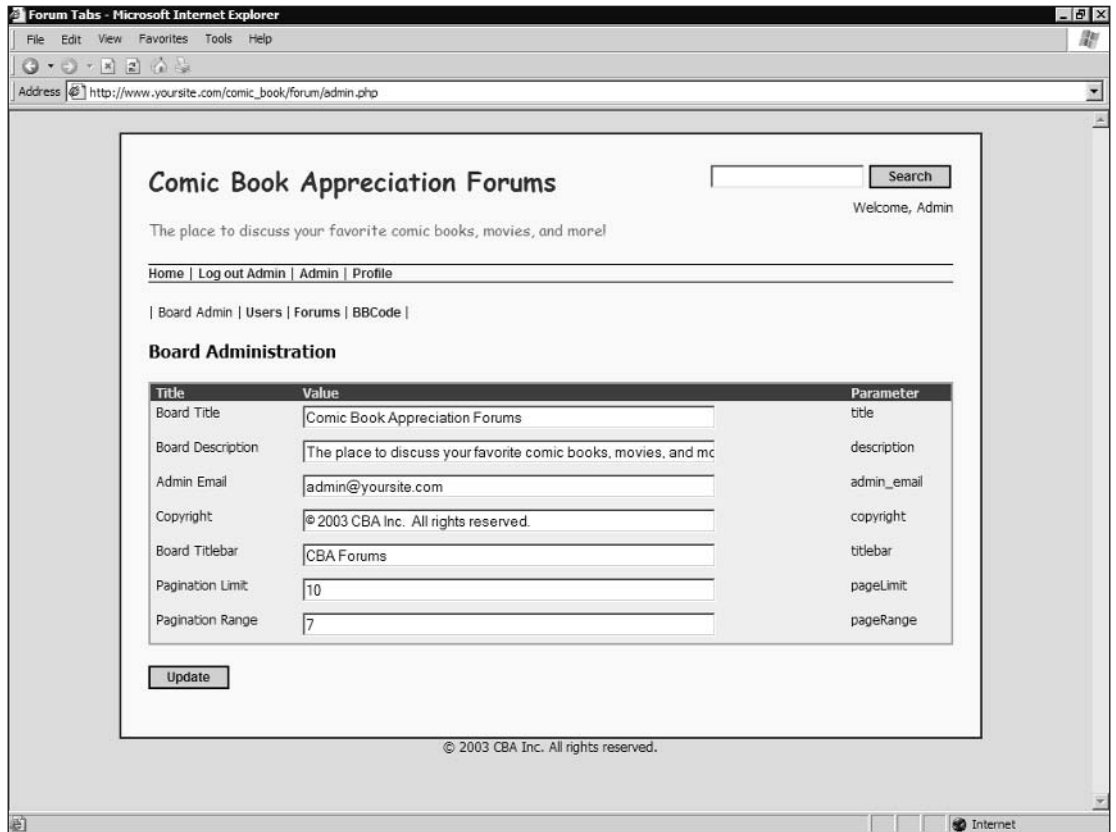 Forum Tabs - Microsoft Internet Explorer
File Edit View Favorites Tools Help
Address http://www.yoursite.com/comic_book/forum/admin.php
Comic Book Appreciation Forums
Search
Welcome, Admin
The place to discuss your favorite comic books, movies, and more!
Home | Log out Admin | Admin | Profile
| Board Admin | Users | Forums | BBCode |
Board Administration
Title Value Parameter
Board Title Comic Book Appreciation Forums title
Board Description The place to discuss your favorite comic books, movies, and mo description
Admin Email admin@yoursite.com admin_email
Copyright © 2003 CBA Inc. All rights reserved. copyright
Board Titlebar CBA Forums titlebar
Pagination Limit 10 pageLimit
Pagination Range 7 pageRange
Update
© 2003 CBA Inc. All rights reserved.
Internet